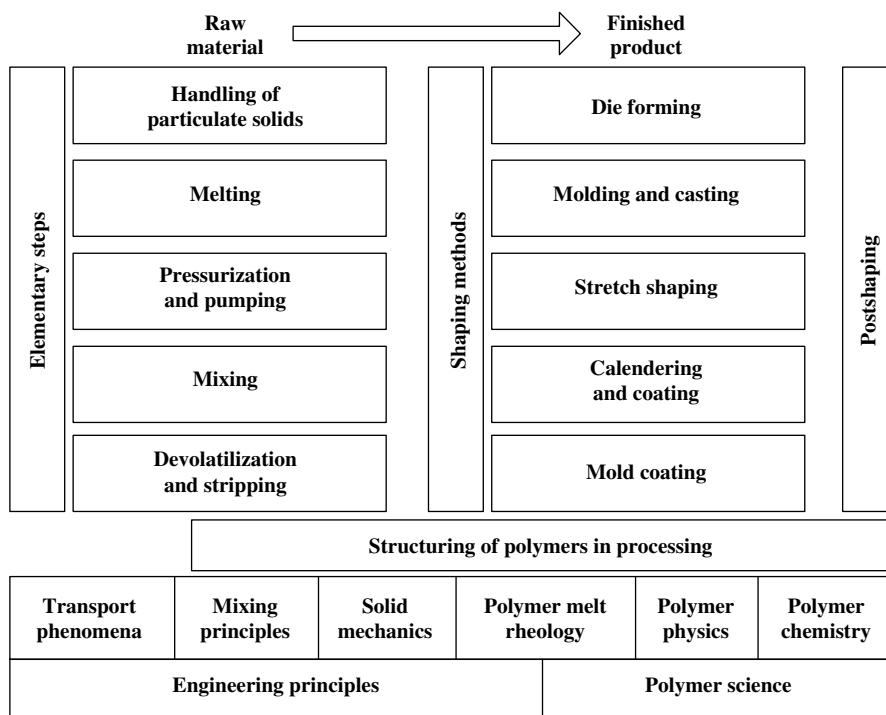 Raw
material
Finished
product
Elementary steps
Handling of
particulate solids
Melting
Pressurization
and pumping
Mixing
Devolatilization
and stripping
Shaping methods
Die forming
Molding and casting
Stretch shaping
Calendering
and coating
Mold coating
Postshaping
Structuring of polymers in processing
Transport
phenomena
Mixing
principles
Solid
mechanics
Polymer melt
rheology
Polymer
physics
Polymer
chemistry
Engineering principles
Polymer science